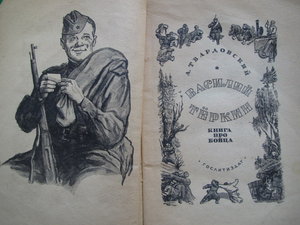 А. ТВАРДОВСКИЙ
ВАСИЛИЙ
ТЁРКИН
КНИГА
ПРО
БОЙЦА
ГОСЛИТИЗДАТ